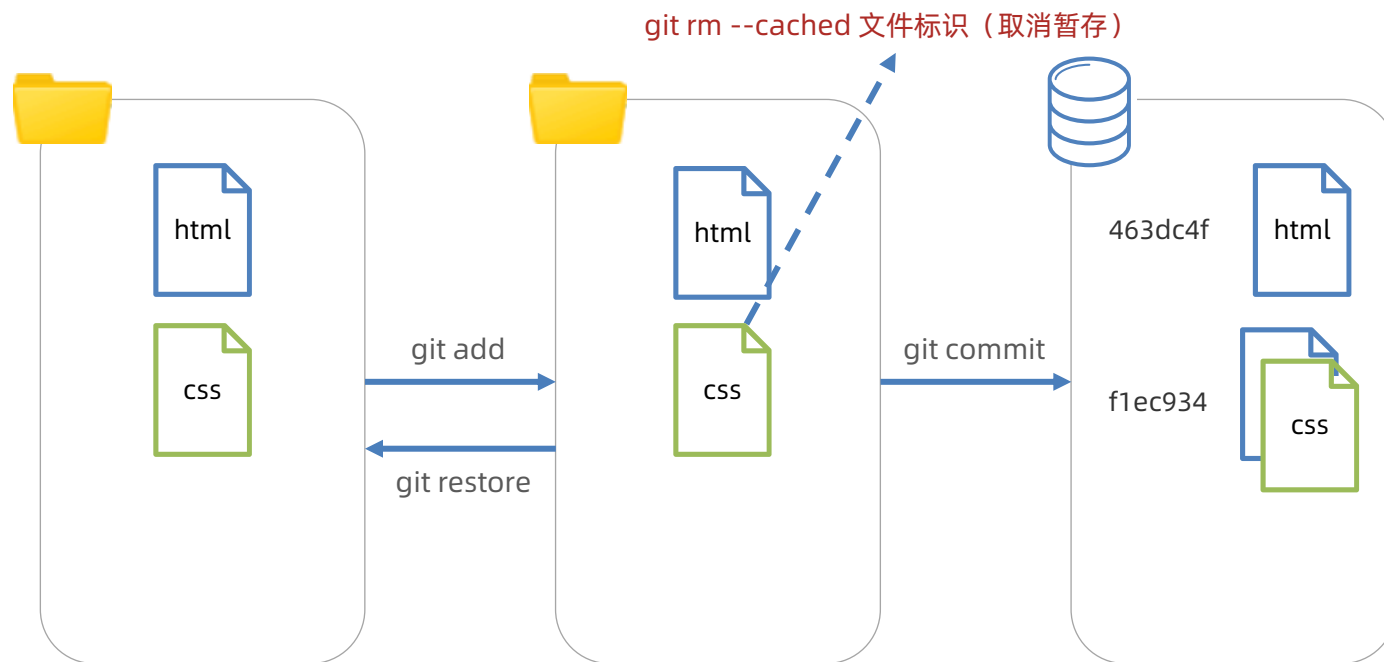 git rm --cached 文件标识（取消暂存）
html
css
git add
git restore
html
css
git commit
463dc4f
html
f1ec934
css